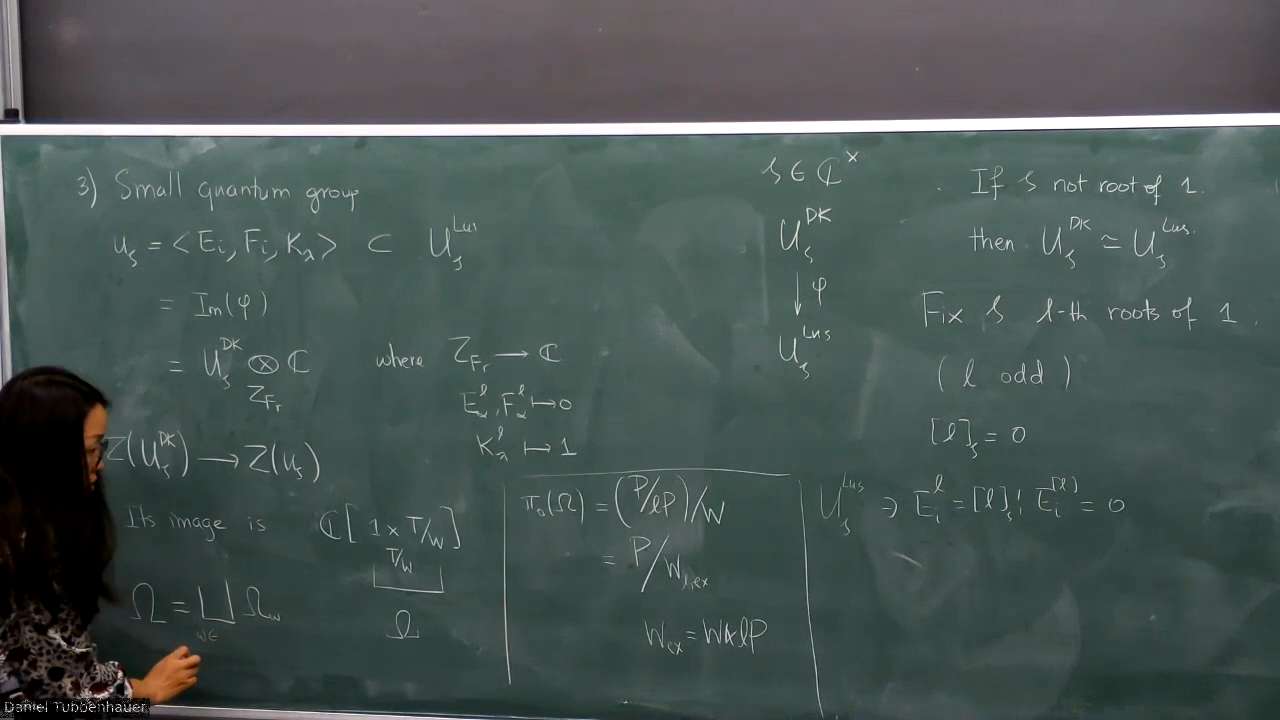 3) Small quantum group
u_ζ = <E_i, F_i, K_λ> ⊂ U_ζ^Lus
= Im(φ)
= U_ζ^DK ⊗_{Z_Fr} ℂ where Z_Fr → ℂ
E_α^ℓ, F_α^ℓ ↦ 0
K_λ^ℓ ↦ 1
Z(U_ζ^DK) → Z(u_ζ)
Its image is ℂ[1 ×_{T/W} T/W]
Ω
Ω = ⊔_{w∈} Ω_w
π_0(Ω) = (P/ℓP)/W
= P/W_{ℓ,ex}
W_ex = W⋉ℓP
ζ ∈ ℂ^×
U_ζ^DK
↓ φ
U_ζ^Lus
If ζ not root of 1.
then U_ζ^DK ≃ U_ζ^Lus.
Fix ζ ℓ-th roots of 1.
(ℓ odd)
[ℓ]_ζ = 0
U_ζ^Lus ∋ E_i^ℓ = [ℓ]_ζ! E_i^(ℓ) = 0
Daniel Tubbenhauer